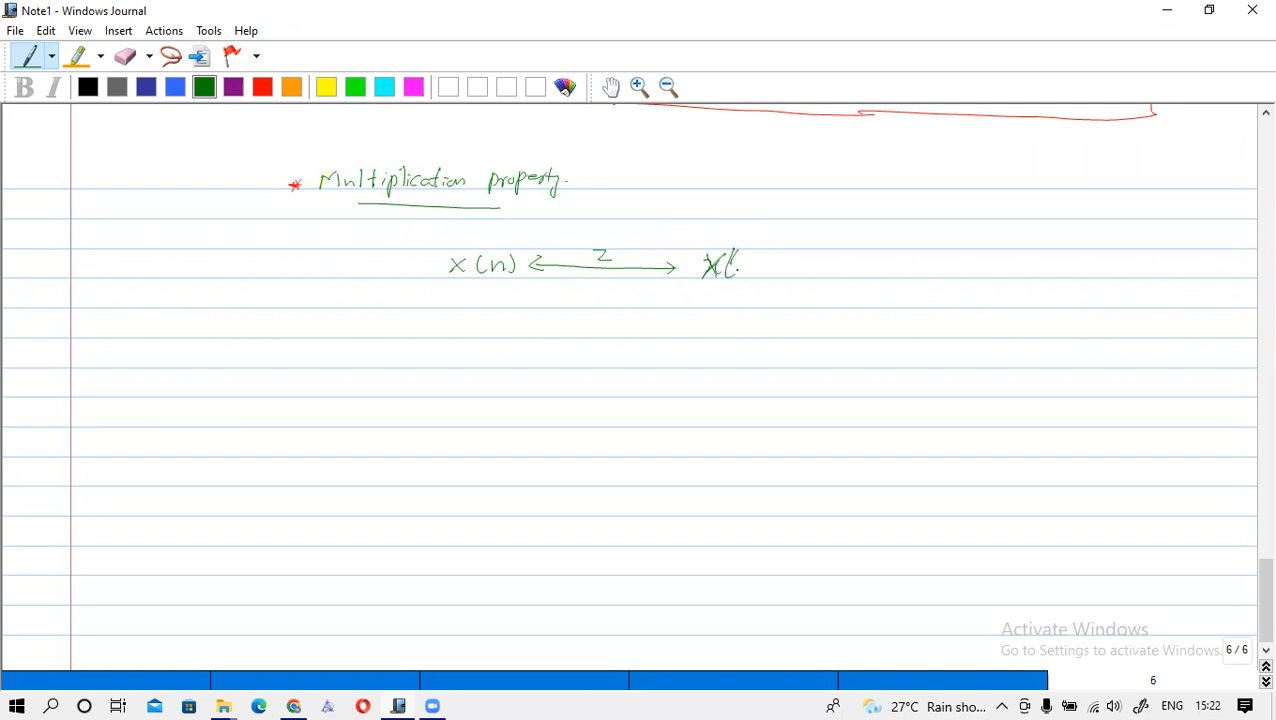 Note1 - Windows Journal
File Edit View Insert Actions Tools Help
B I
* Multiplication property.
x(n) ⟷ z X(
Activate Windows
Go to Settings to activate Windows.
6 / 6
6
27°C Rain sho... ENG 15:22